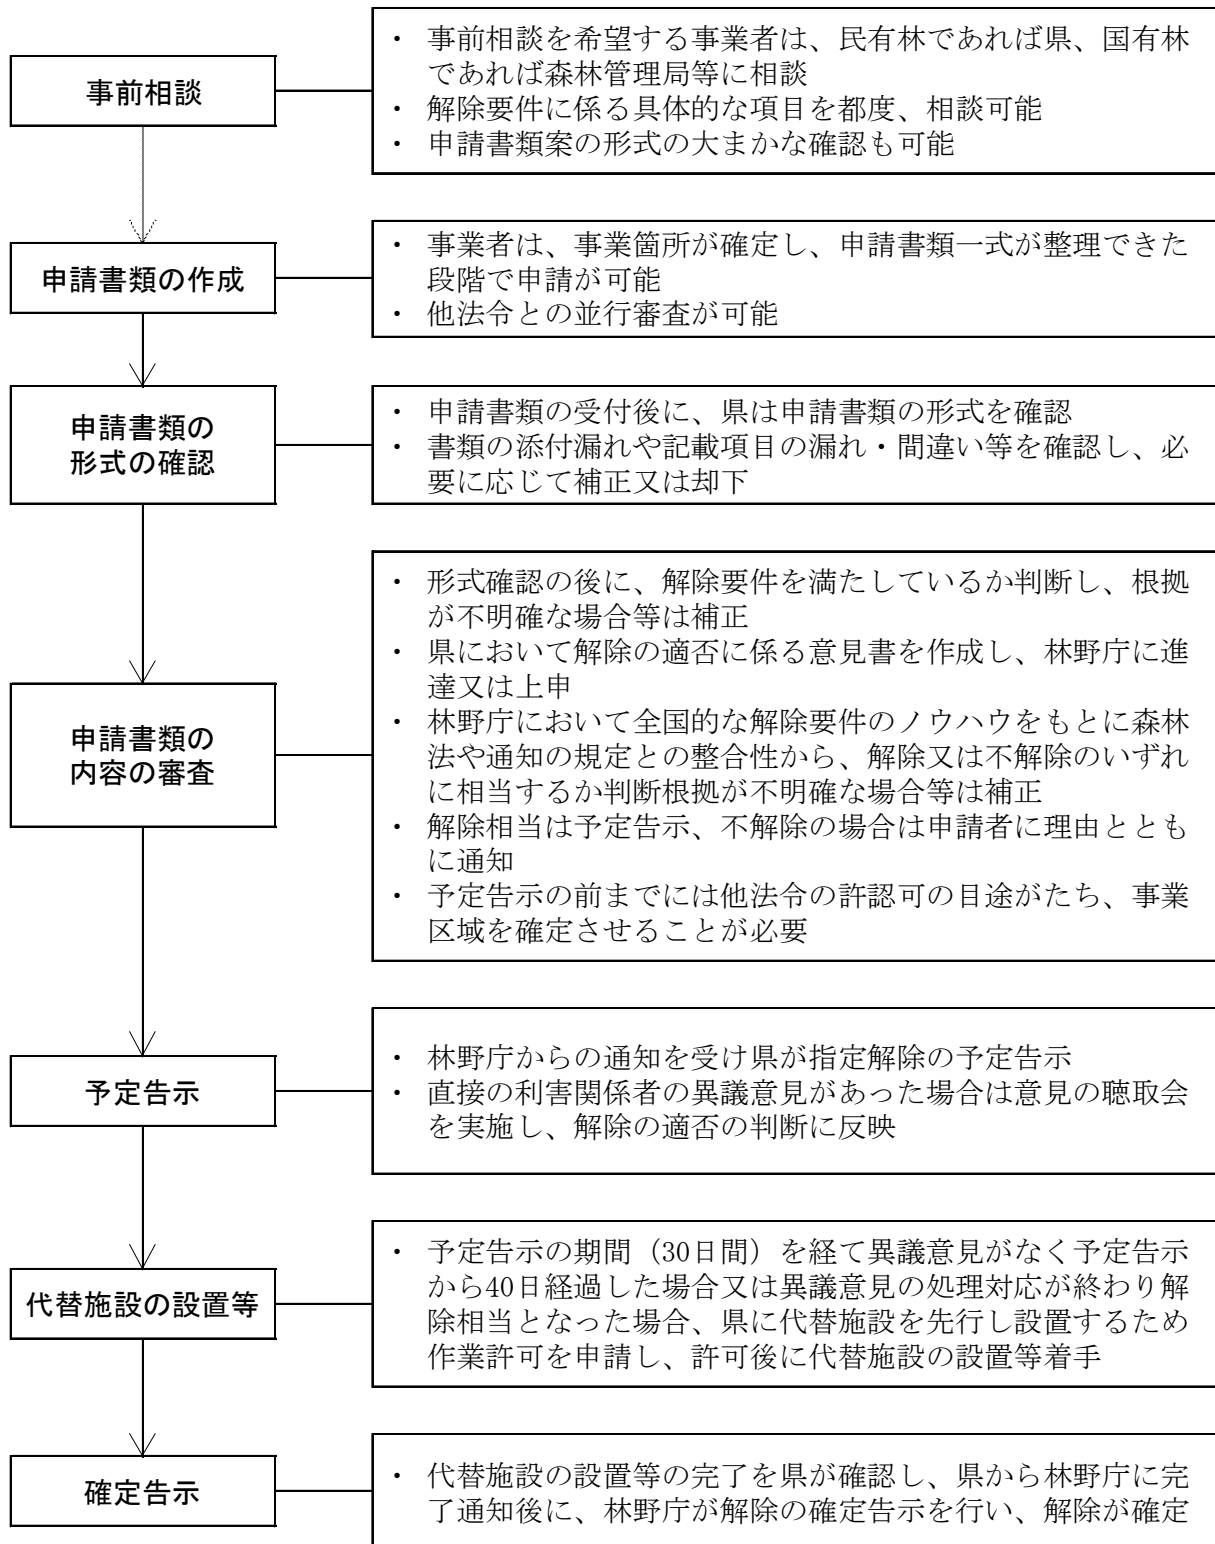 事前相談
・ 事前相談を希望する事業者は、民有林であれば県、国有林
であれば森林管理局等に相談
・ 解除要件に係る具体的な項目を都度、相談可能
・ 申請書類案の形式の大まかな確認も可能
申請書類の作成
・ 事業者は、事業箇所が確定し、申請書類一式が整理できた
段階で申請が可能
・ 他法令との並行審査が可能
申請書類の
形式の確認
・ 申請書類の受付後に、県は申請書類の形式を確認
・ 書類の添付漏れや記載項目の漏れ・間違い等を確認し、必
要に応じて補正又は却下
申請書類の
内容の審査
・ 形式確認の後に、解除要件を満たしているか判断し、根拠
が不明確な場合等は補正
・ 県において解除の適否に係る意見書を作成し、林野庁に進
達又は上申
・ 林野庁において全国的な解除要件のノウハウをもとに森林
法や通知の規定との整合性から、解除又は不解除のいずれ
に相当するか判断根拠が不明確な場合等は補正
・ 解除相当は予定告示、不解除の場合は申請者に理由ととも
に通知
・ 予定告示の前までには他法令の許認可の目途がたち、事業
区域を確定させることが必要
予定告示
・ 林野庁からの通知を受け県が指定解除の予定告示
・ 直接の利害関係者の異議意見があった場合は意見の聴取会
を実施し、解除の適否の判断に反映
代替施設の設置等
・ 予定告示の期間（30日間）を経て異議意見がなく予定告示
から40日経過した場合又は異議意見の処理対応が終わり解
除相当となった場合、県に代替施設を先行し設置するため
作業許可を申請し、許可後に代替施設の設置等着手
確定告示
・ 代替施設の設置等の完了を県が確認し、県から林野庁に完
了通知後に、林野庁が解除の確定告示を行い、解除が確定